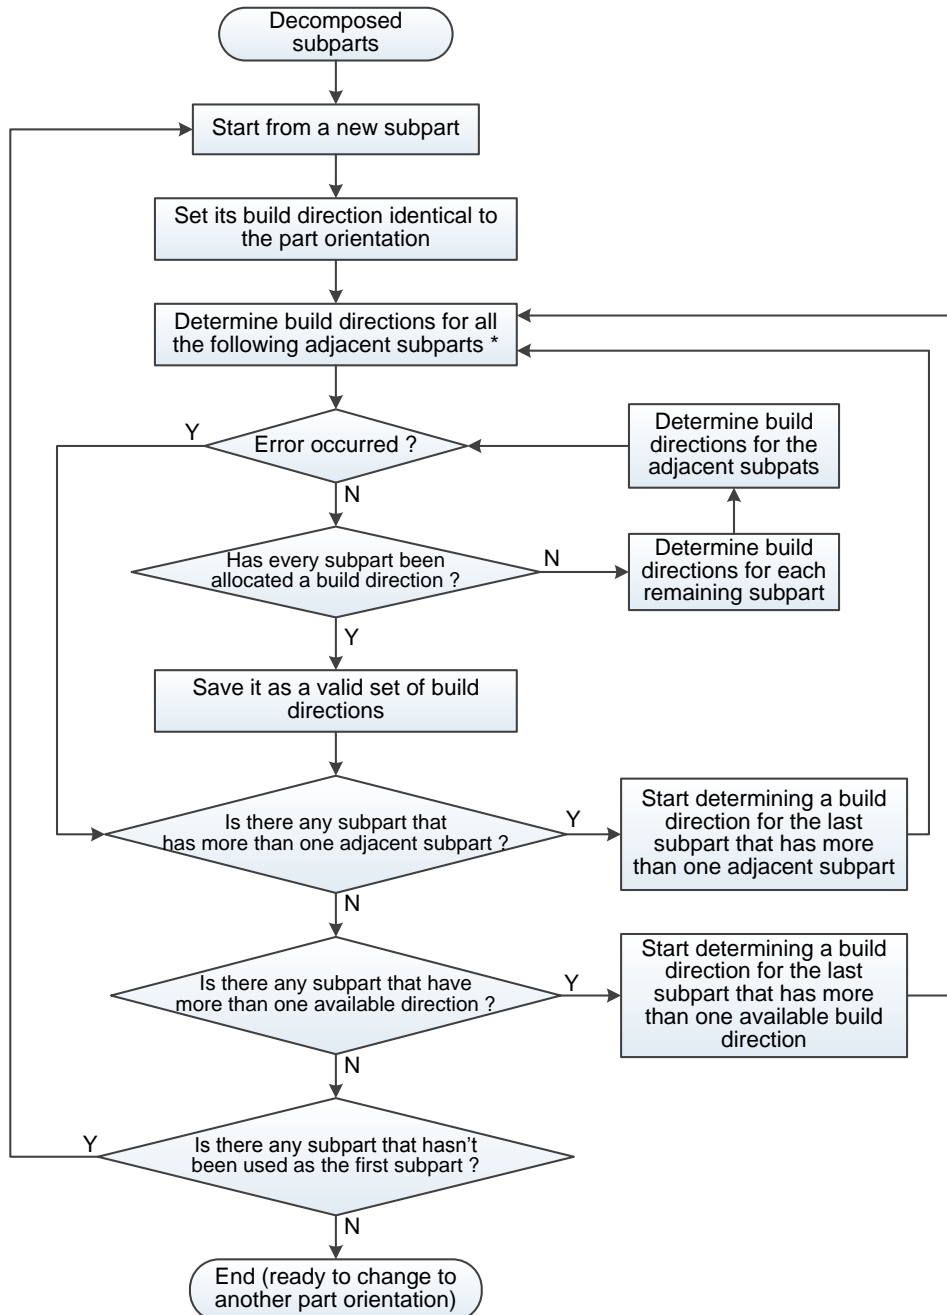 Decomposed
subparts
Start from a new subpart
Set its build direction identical to
the part orientation
Determine build directions for all
the following adjacent subparts *
Y
Error occurred ?
Determine build
directions for the
adjacent subpats
N
Has every subpart been
allocated a build direction ?
N
Determine build
directions for each
remaining subpart
Y
Save it as a valid set of build
directions
Is there any subpart that
has more than one adjacent subpart ?
Y
Start determining a build
direction for the last
subpart that has more
than one adjacent subpart
N
Is there any subpart that have
more than one available direction ?
Y
Start determining a build
direction for the last
subpart that has more
than one available build
direction
N
Y
Is there any subpart that hasn't
been used as the first subpart ?
N
End (ready to change to
another part orientation)